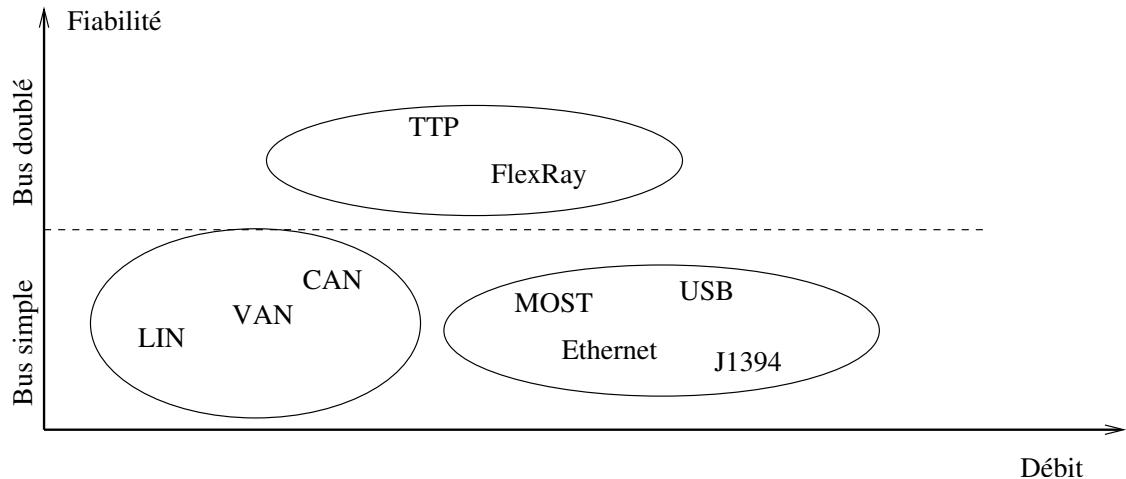 Fiabilité
Bus doublé
TTP
FlexRay
Bus simple
CAN
VAN
LIN
USB
MOST
Ethernet
J1394
Débit